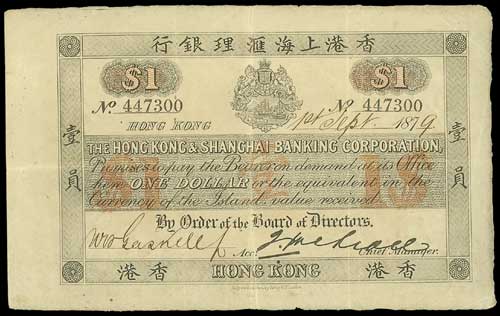 行銀理滙海上港香
$1 $1
No. 447300 No. 447300
HONG KONG 1st Sept. 1879
THE HONGKONG & SHANGHAI BANKING CORPORATION,
Promises to pay the Bearer on demand at its Office
here ONE DOLLAR or the equivalent in the
Currency of the Island, value received.
By Order of the Board of Directors.
Acct. Chief Manager.
港香 HONG KONG 港香
壹員
壹員